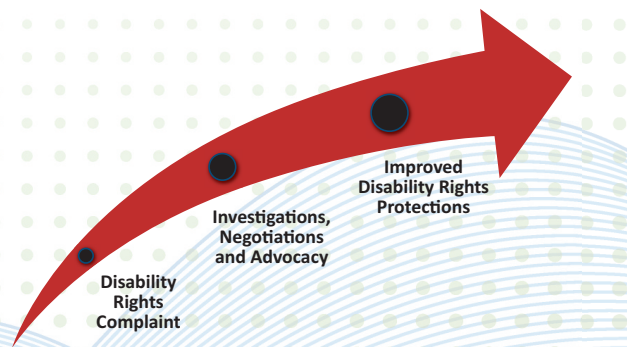 Disability
Rights
Complaint
Investigations,
Negotiations
and Advocacy
Improved
Disability Rights
Protections